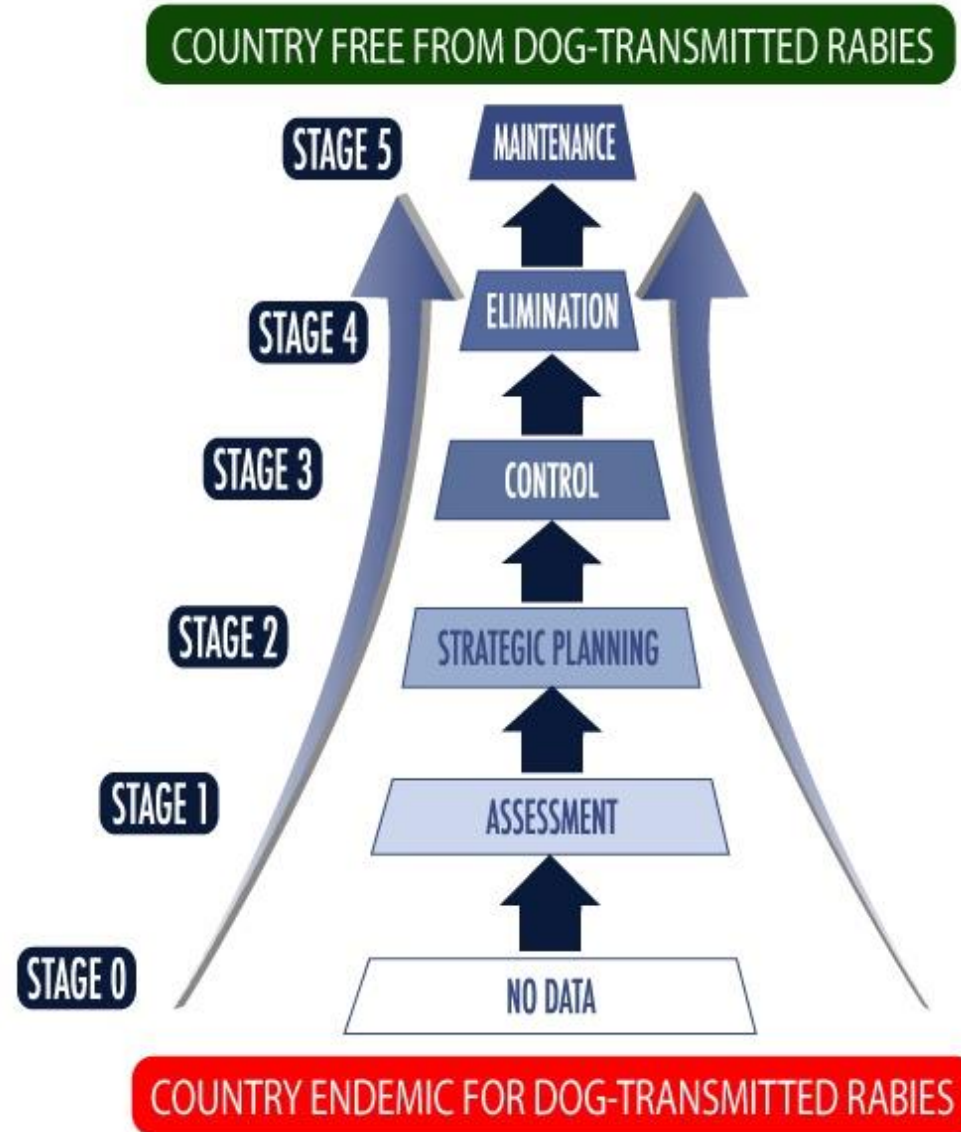 COUNTRY FREE FROM DOG-TRANSMITTED RABIES
STAGE 5
MAINTENANCE
STAGE 4
ELIMINATION
STAGE 3
CONTROL
STAGE 2
STRATEGIC PLANNING
STAGE 1
ASSESSMENT
STAGE 0
NO DATA
COUNTRY ENDEMIC FOR DOG-TRANSMITTED RABIES